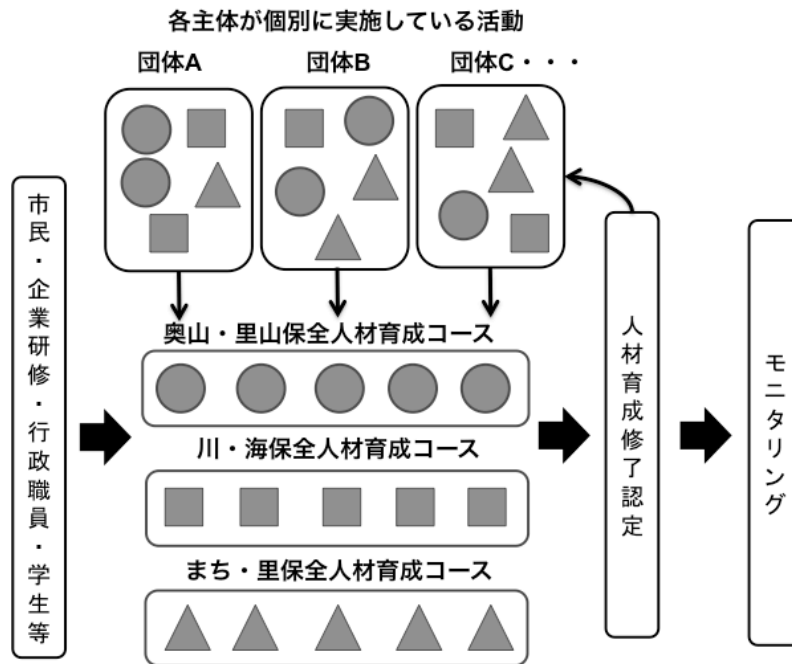 各主体が個別に実施している活動
団体A
団体B
団体C・・・
市民・企業研修・行政職員・学生等
奥山・里山保全人材育成コース
川・海保全人材育成コース
まち・里保全人材育成コース
人材育成修了認定
モニタリング